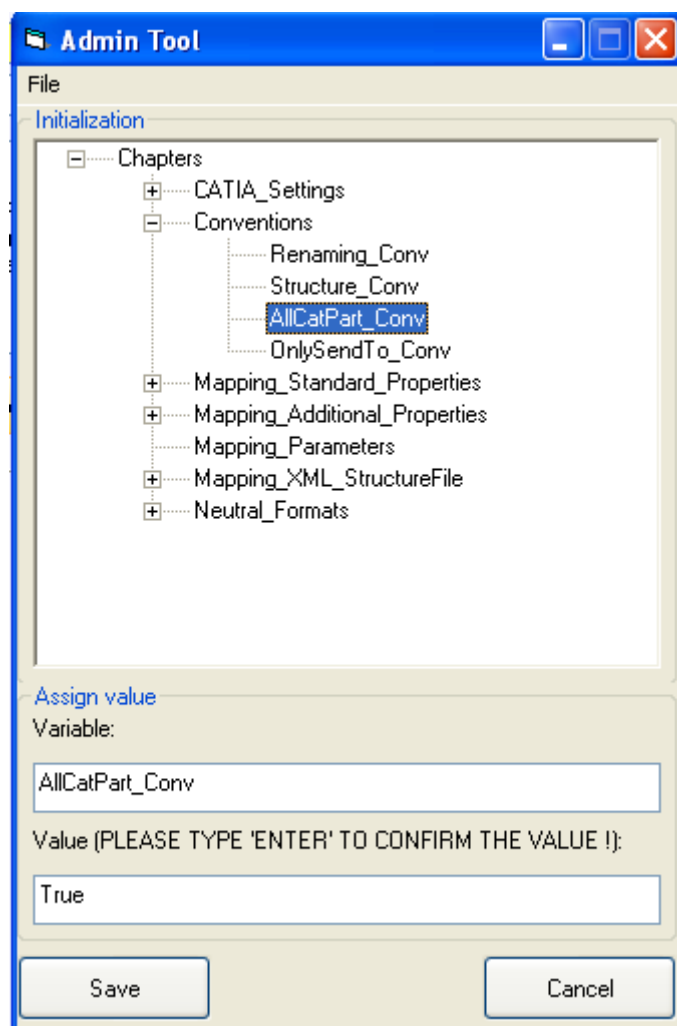 Admin Tool
File
Initialization
Chapters
CATIA_Settings
Conventions
Renaming_Conv
Structure_Conv
AllCatPart_Conv
OnlySendTo_Conv
Mapping_Standard_Properties
Mapping_Additional_Properties
Mapping_Parameters
Mapping_XML_StructureFile
Neutral_Formats
Assign value
Variable:
AllCatPart_Conv
Value (PLEASE TYPE 'ENTER' TO CONFIRM THE VALUE !):
True
Save Cancel